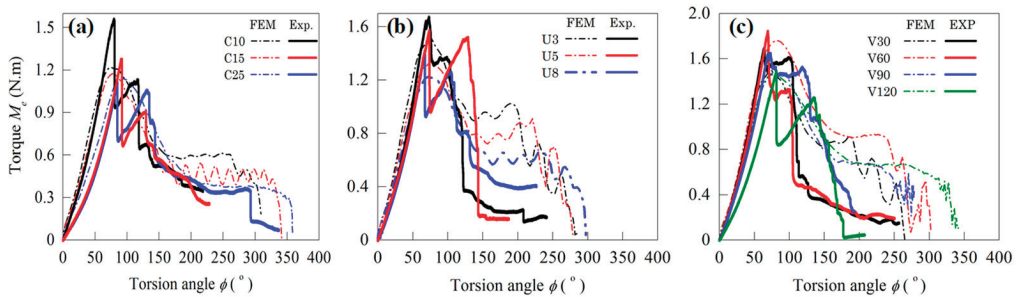 (a)
FEM Exp.
C10
C15
C25
Torque Me (N.m)
1.5
1.2
0.9
0.6
0.3
0.0
0 50 100 150 200 250 300 350 400
Torsion angle ϕ (°)
(b)
FEM Exp.
U3
U5
U8
1.6
1.2
0.8
0.4
0
0 50 100 150 200 250 300 350 400
Torsion angle ϕ (°)
(c)
FEM EXP
V30
V60
V90
V120
2.0
1.6
1.2
0.8
0.4
0.0
0 50 100 150 200 250 300 350 400
Torsion angle ϕ (°)